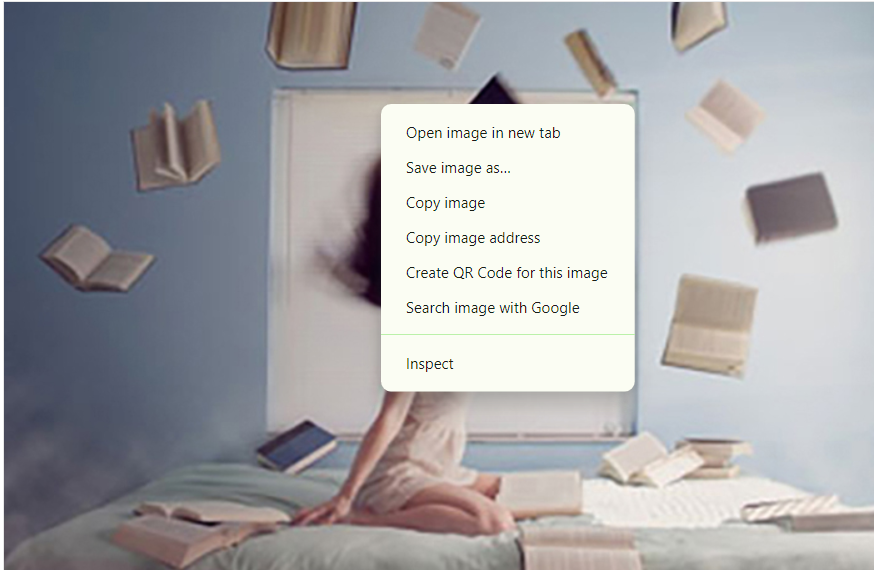 Open image in new tab
Save image as...
Copy image
Copy image address
Create QR Code for this image
Search image with Google
Inspect